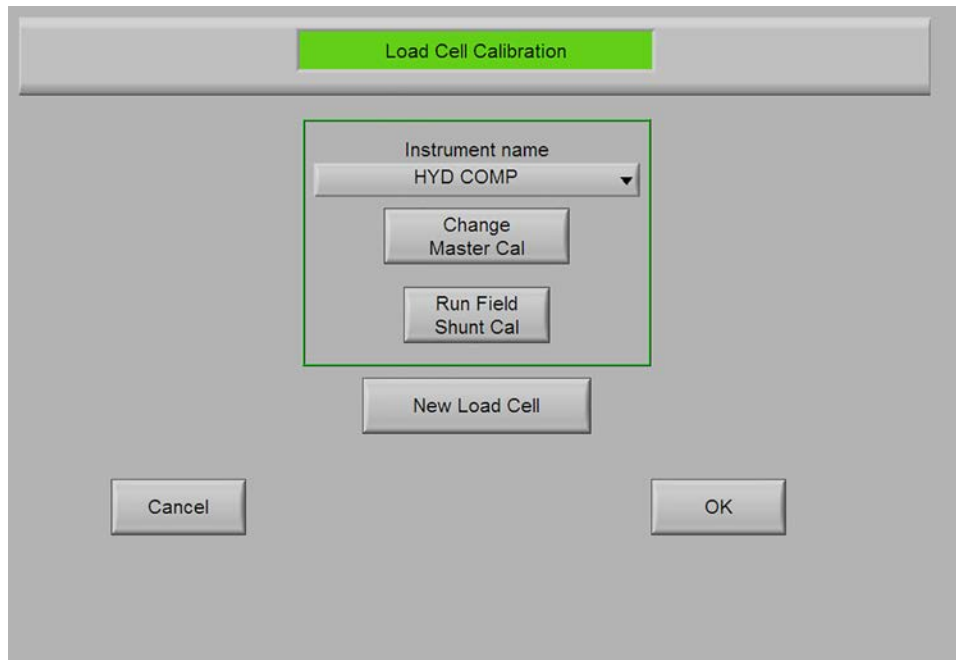 Load Cell Calibration
Instrument name
HYD COMP
Change
Master Cal
Run Field
Shunt Cal
New Load Cell
Cancel
OK